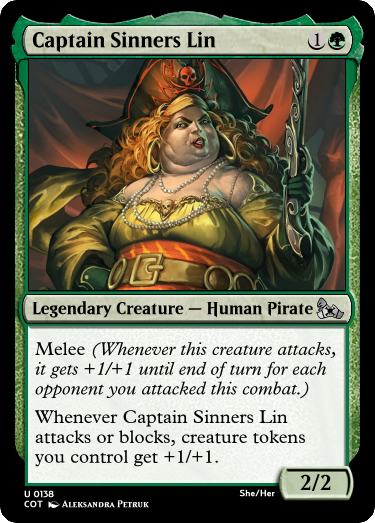 Captain Sinners Lin 1
Legendary Creature — Human Pirate
Melee (Whenever this creature attacks,
it gets +1/+1 until end of turn for each
opponent you attacked this combat.)
Whenever Captain Sinners Lin
attacks or blocks, creature tokens
you control get +1/+1.
2/2
U 0138
She/Her
COT Aleksandra Petruk